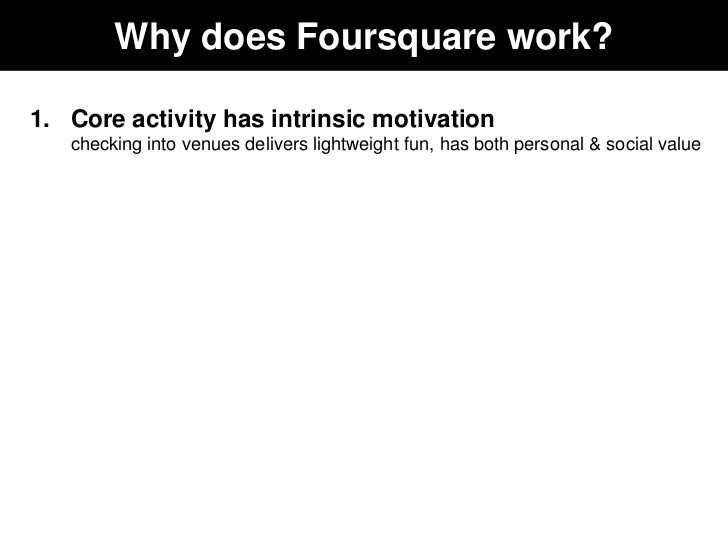 Why does Foursquare work?
1. Core activity has intrinsic motivation
checking into venues delivers lightweight fun, has both personal & social value